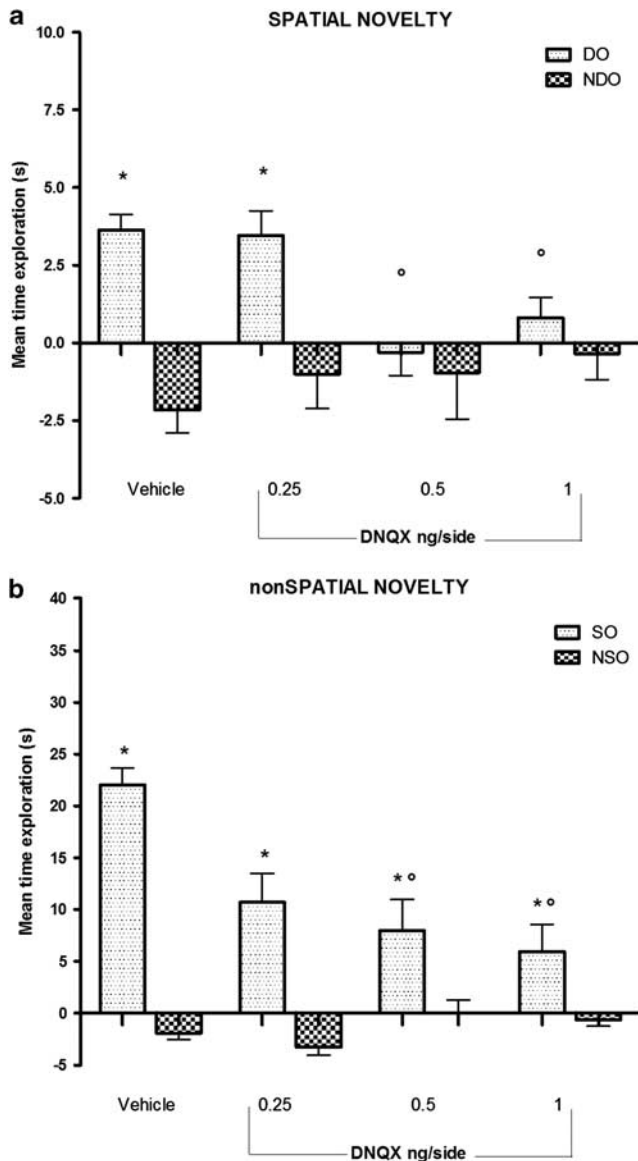 a
SPATIAL NOVELTY
DO
NDO
Mean time exploration (s)
10.0
7.5
5.0
2.5
0.0
-2.5
-5.0
* * ° °
Vehicle 0.25 0.5 1
DNQX ng/side
b
nonSPATIAL NOVELTY
SO
NSO
Mean time exploration (s)
40
35
30
25
20
15
10
5
0
-5
* * * ° * °
Vehicle 0.25 0.5 1
DNQX ng/side